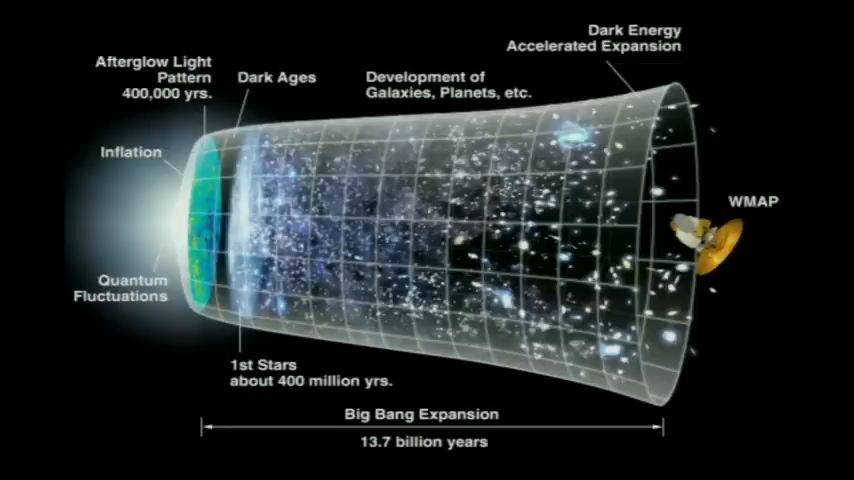 Dark Energy
Accelerated Expansion
Afterglow Light
Pattern
400,000 yrs.
Dark Ages
Development of
Galaxies, Planets, etc.
Inflation
WMAP
Quantum
Fluctuations
1st Stars
about 400 million yrs.
Big Bang Expansion
13.7 billion years